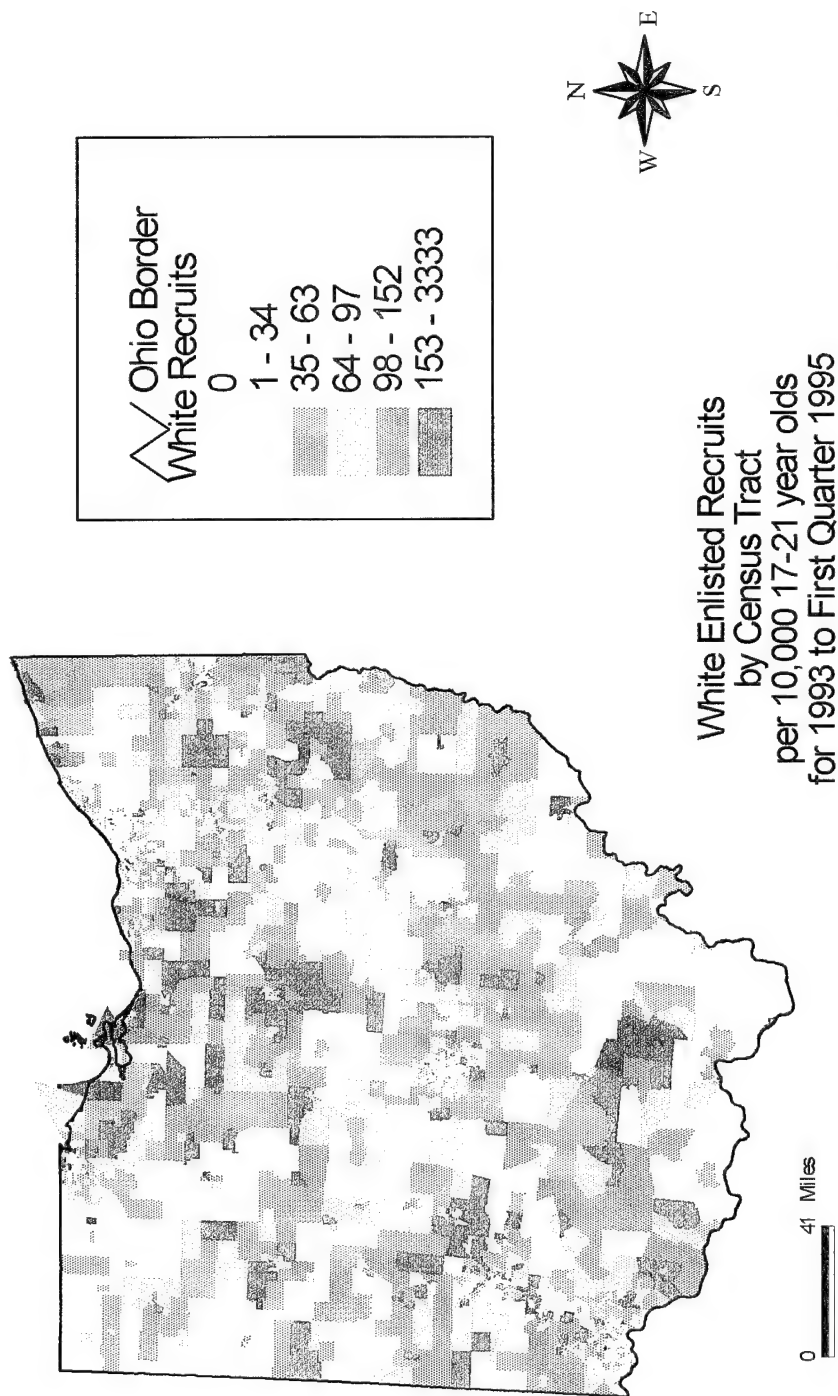 Ohio Border
White Recruits
0
1 - 34
35 - 63
64 - 97
98 - 152
153 - 3333
N
W E
S
White Enlisted Recruits
by Census Tract
per 10,000 17-21 year olds
for 1993 to First Quarter 1995
0 41 Miles